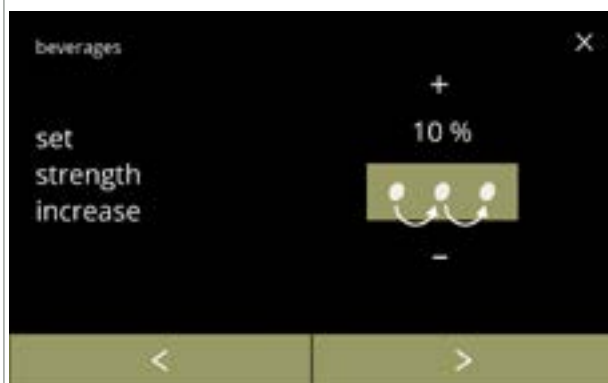 beverages
×
+
set
10 %
strength
increase
-
<
>